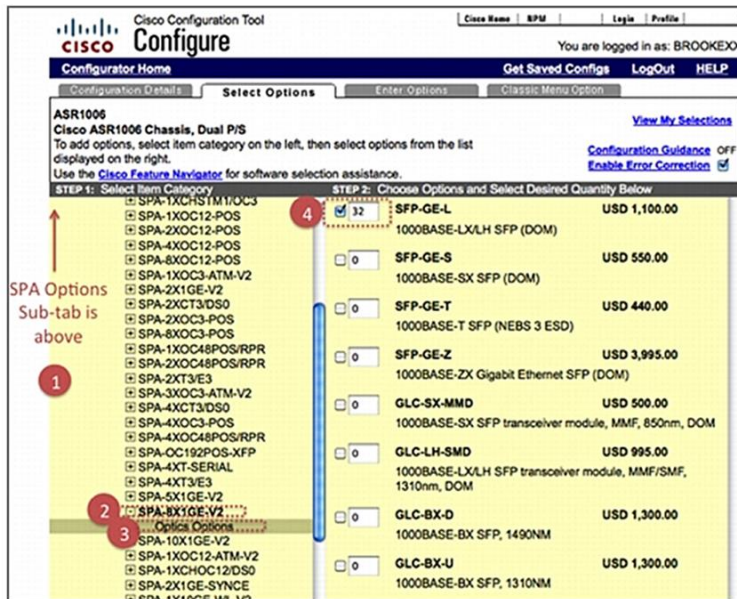 Cisco Configuration Tool
Cisco Home NPM Login Profile
CISCO
Configure
You are logged in as: BROOKEXX
Configurator Home Get Saved Configs LogOut HELP
Configuration Details Select Options Enter Options Classic Menu Option
ASR1006
Cisco ASR1006 Chassis, Dual P/S
To add options, select item category on the left, then select options from the list
displayed on the right.
Use the Cisco Feature Navigator for software selection assistance.
View My Selections
Configuration Guidance OFF
Enable Error Correction
STEP 1: Select Item Category
SPA-1XCHSTM1/OC3
SPA-1XOC12-POS
SPA-2XOC12-POS
SPA-4XOC12-POS
SPA-8XOC12-POS
SPA-1XOC3-ATM-V2
SPA-2X1GE-V2
SPA-2XCT3/DS0
SPA-2XOC3-POS
SPA-8XOC3-POS
SPA-1XOC48POS/RPR
SPA-2XOC48POS/RPR
SPA-2XT3/E3
SPA-3XOC3-ATM-V2
SPA-4XCT3/DS0
SPA-4XOC3-POS
SPA-4XOC48POS/RPR
SPA-OC192POS-XFP
SPA-4XT-SERIAL
SPA-4XT3/E3
SPA-5X1GE-V2
2 SPA-8X1GE-V2
3 Optics Options
SPA-10X1GE-V2
SPA-1XOC12-ATM-V2
SPA-1XCHOC12/DS0
SPA-2X1GE-SYNCE
SPA Options
Sub-tab is
above
1
STEP 2: Choose Options and Select Desired Quantity Below
4 32 SFP-GE-L USD 1,100.00
1000BASE-LX/LH SFP (DOM)
0 SFP-GE-S USD 550.00
1000BASE-SX SFP (DOM)
0 SFP-GE-T USD 440.00
1000BASE-T SFP (NEBS 3 ESD)
0 SFP-GE-Z USD 3,995.00
1000BASE-ZX Gigabit Ethernet SFP (DOM)
0 GLC-SX-MMD USD 500.00
1000BASE-SX SFP transceiver module, MMF, 850nm, DOM
0 GLC-LH-SMD USD 995.00
1000BASE-LX/LH SFP transceiver module, MMF/SMF,
1310nm, DOM
0 GLC-BX-D USD 1,300.00
1000BASE-BX SFP, 1490NM
0 GLC-BX-U USD 1,300.00
1000BASE-BX SFP, 1310NM